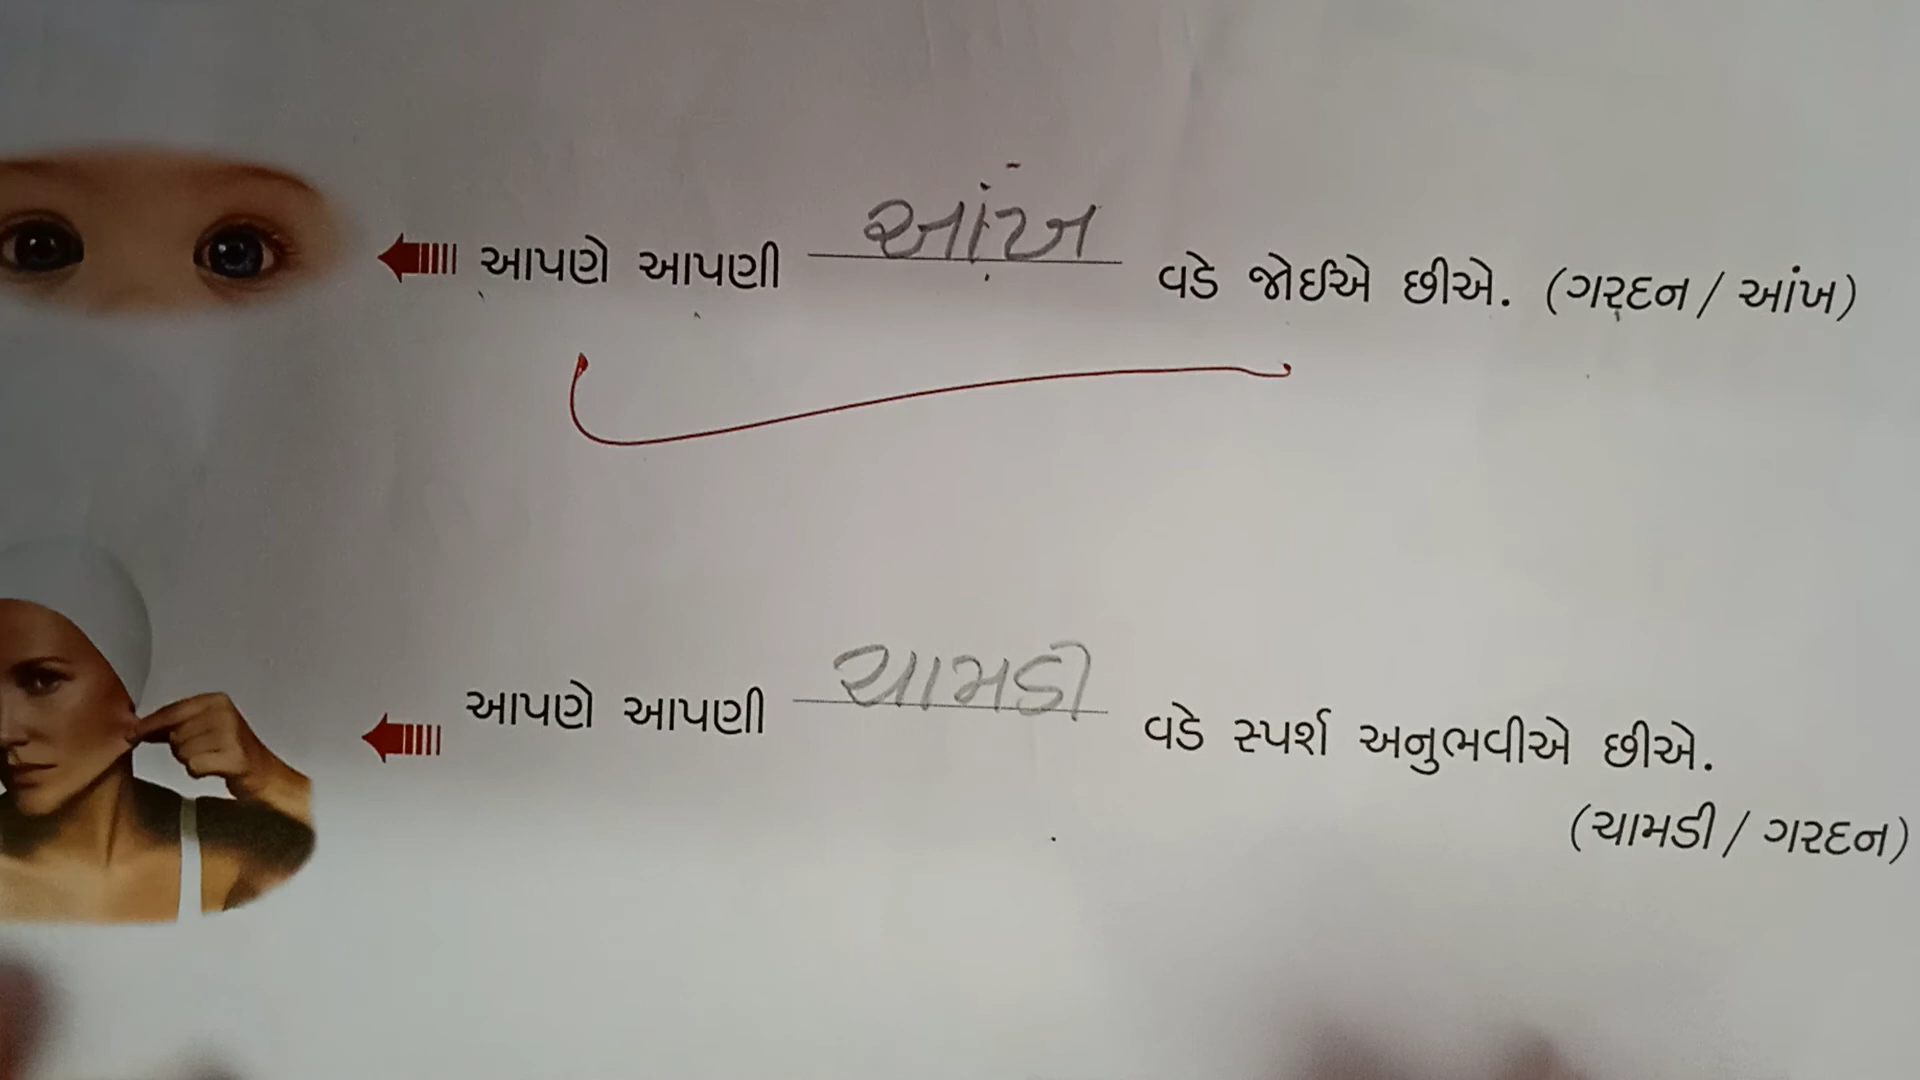 આપણે આપણી આંખ વડે જોઈએ છીએ. (ગરદન / આંખ)
આપણે આપણી ચામડી વડે સ્પર્શ અનુભવીએ છીએ.
(ચામડી / ગરદન)